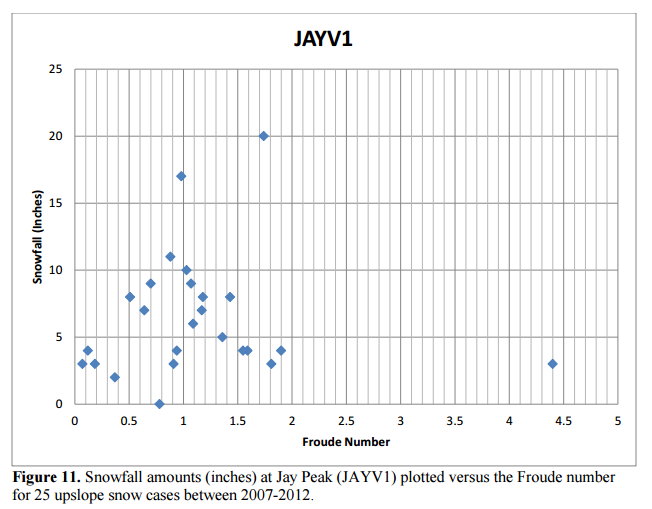 JAYV1
25
20
15
10
5
0
Snowfall (Inches)
0 0.5 1 1.5 2 2.5 3 3.5 4 4.5 5
Froude Number
Figure 11. Snowfall amounts (inches) at Jay Peak (JAYV1) plotted versus the Froude number
for 25 upslope snow cases between 2007-2012.